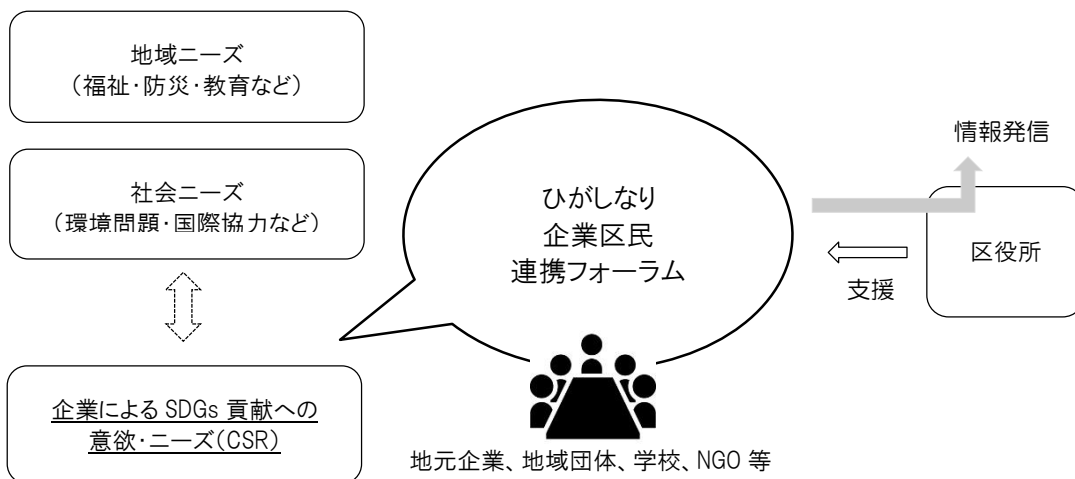 地域ニーズ
（福祉・防災・教育など）
社会ニーズ
（環境問題・国際協力など）
企業による SDGs 貢献への
意欲・ニーズ（CSR）
ひがしなり
企業区民
連携フォーラム
地元企業、地域団体、学校、NGO 等
情報発信
区役所
支援